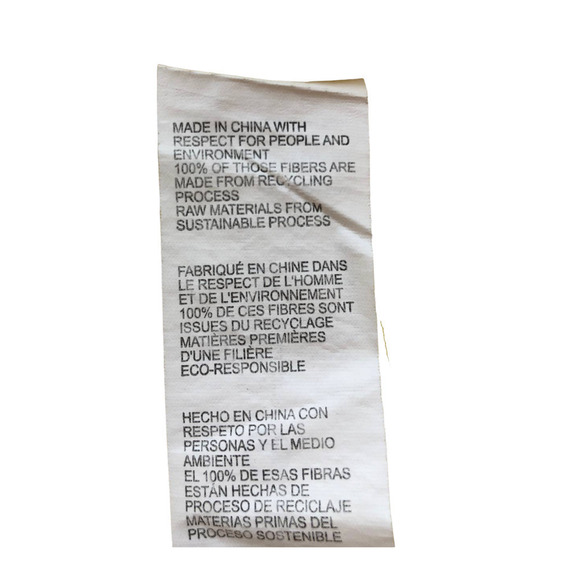 MADE IN CHINA WITH
RESPECT FOR PEOPLE AND
ENVIRONMENT
100% OF THOSE FIBERS ARE
MADE FROM RECYCLING
PROCESS
RAW MATERIALS FROM
SUSTAINABLE PROCESS
FABRIQUÉ EN CHINE DANS
LE RESPECT DE L'HOMME
ET DE L'ENVIRONNEMENT
100% DE CES FIBRES SONT
ISSUES DU RECYCLAGE
MATIÈRES PREMIÈRES
D'UNE FILIÈRE
ECO-RESPONSIBLE
HECHO EN CHINA CON
RESPETO POR LAS
PERSONAS Y EL MEDIO
AMBIENTE
EL 100% DE ESAS FIBRAS
ESTÁN HECHAS DE
PROCESO DE RECICLAJE
MATERIAS PRIMAS DEL
PROCESO SOSTENIBLE